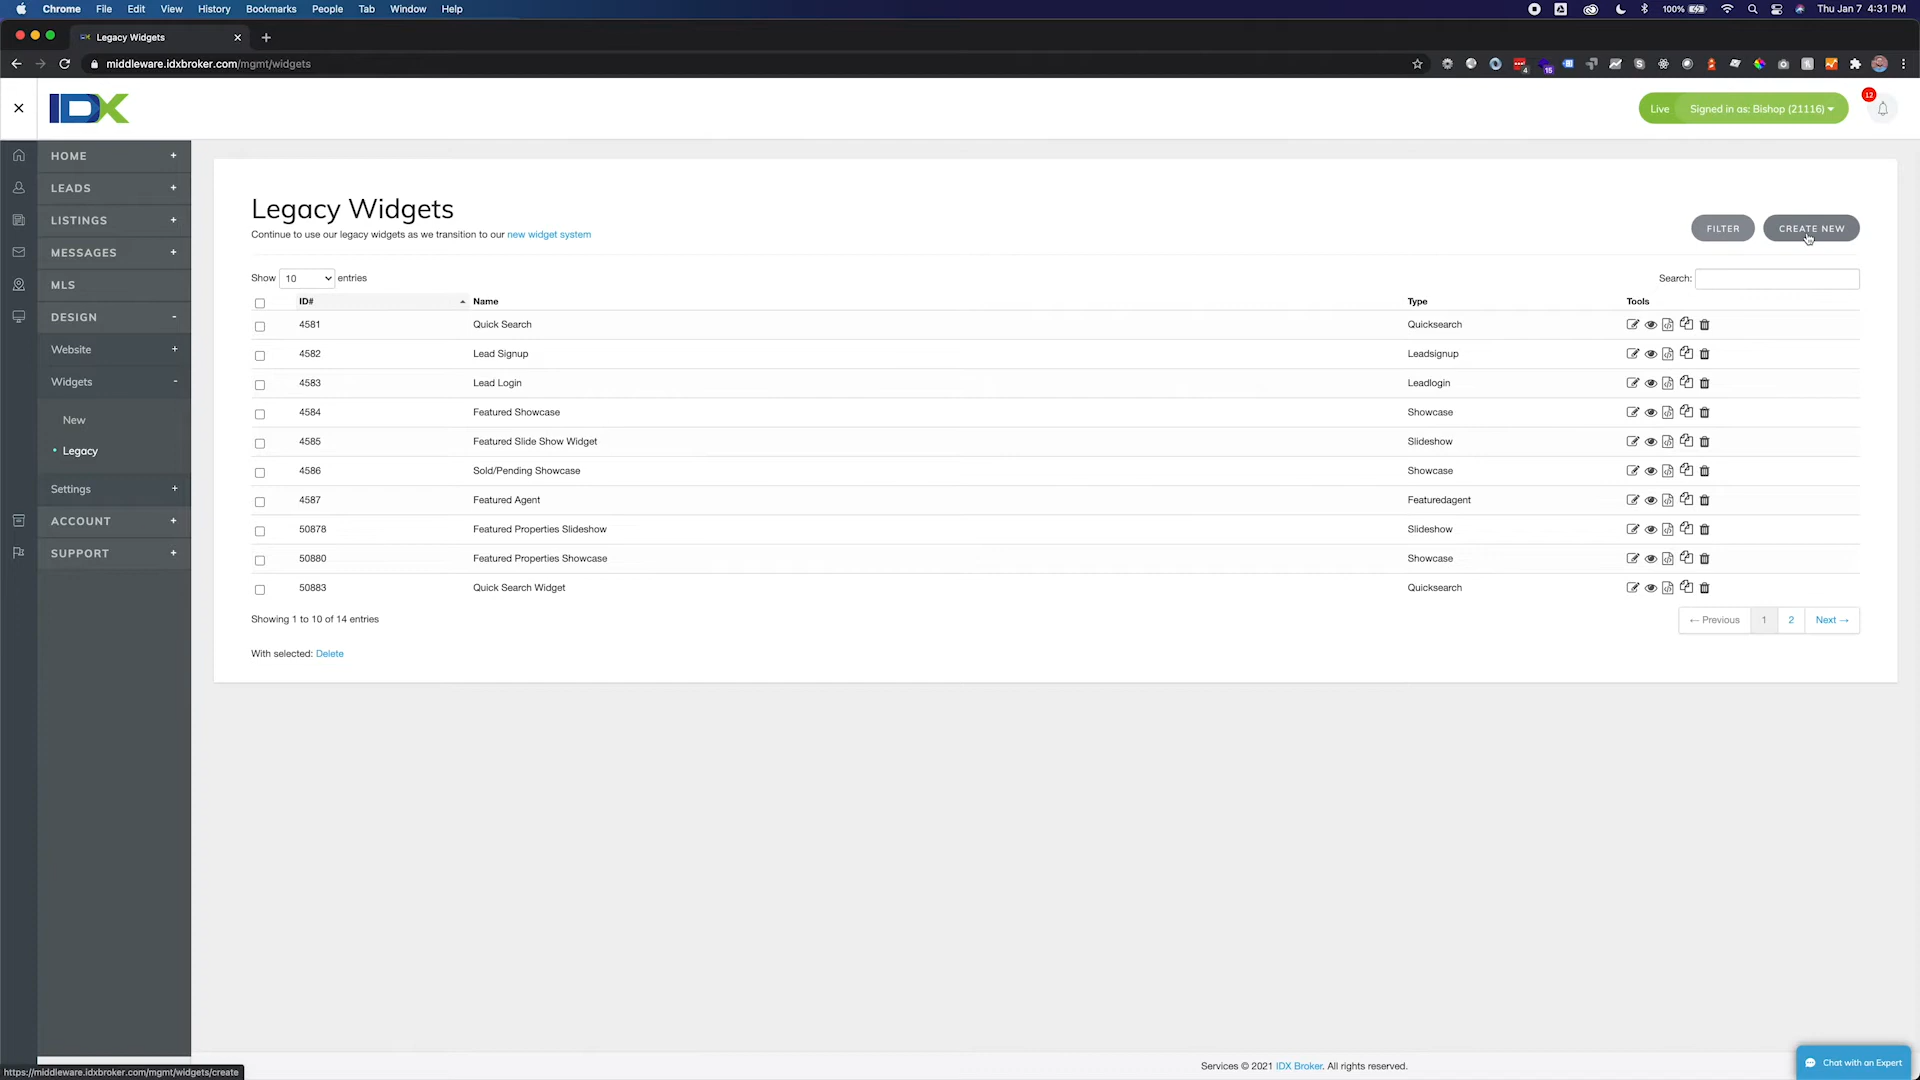 Chrome File Edit View History Bookmarks People Tab Window Help 100% Thu Jan 7 4:31 PM
Legacy Widgets
middleware.idxbroker.com/mgmt/widgets 4 15
IDX Live Signed in as: Bishop (21116) 12
HOME +
LEADS +
LISTINGS +
MESSAGES +
MLS
DESIGN -
Website +
Widgets -
New
• Legacy
Settings +
ACCOUNT +
SUPPORT +
Legacy Widgets
Continue to use our legacy widgets as we transition to our new widget system
FILTER CREATE NEW
Show 10 entries Search:
ID# Name Type Tools
4581 Quick Search Quicksearch
4582 Lead Signup Leadsignup
4583 Lead Login Leadlogin
4584 Featured Showcase Showcase
4585 Featured Slide Show Widget Slideshow
4586 Sold/Pending Showcase Showcase
4587 Featured Agent Featuredagent
50878 Featured Properties Slideshow Slideshow
50880 Featured Properties Showcase Showcase
50883 Quick Search Widget Quicksearch
Showing 1 to 10 of 14 entries ← Previous 1 2 Next →
With selected: Delete
Services © 2021 IDX Broker. All rights reserved.
Chat with an Expert
https://middleware.idxbroker.com/mgmt/widgets/create